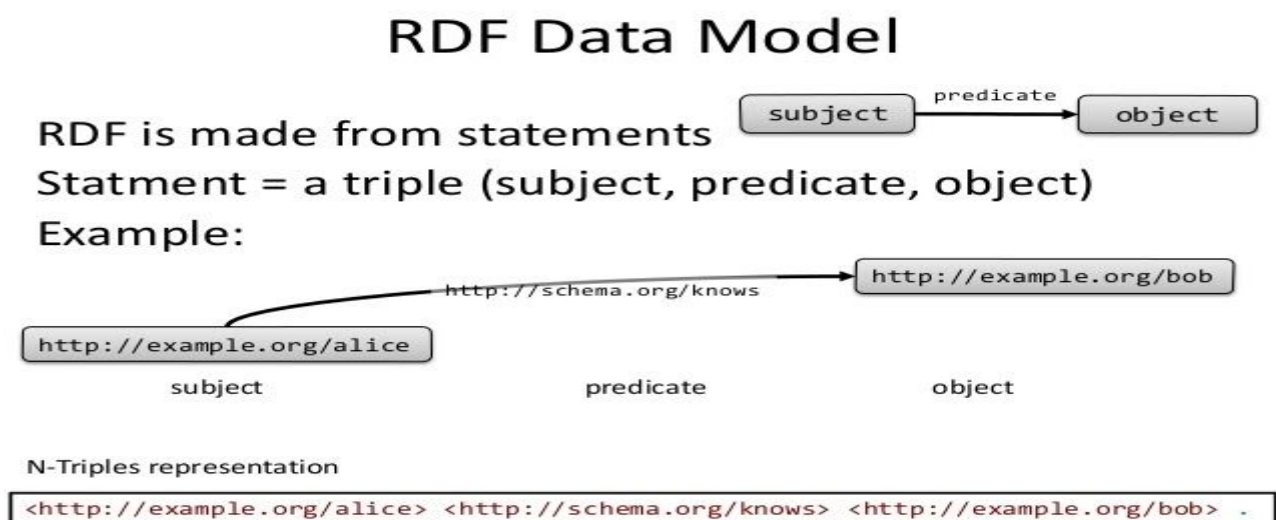 RDF Data Model
subject predicate object
RDF is made from statements
Statment = a triple (subject, predicate, object)
Example:
http://example.org/bob
http://schema.org/knows
http://example.org/alice
subject predicate object
N-Triples representation
<http://example.org/alice> <http://schema.org/knows> <http://example.org/bob> .